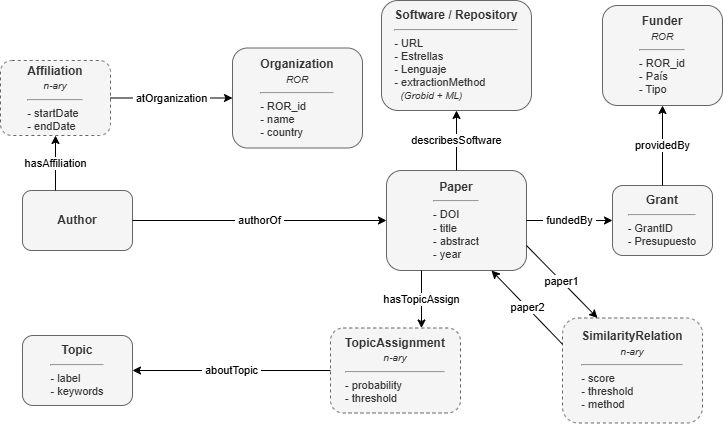 Software / Repository
- URL
- Estrellas
- Lenguaje
- extractionMethod
(Grobid + ML)
Funder
ROR
- ROR_id
- País
- Tipo
Affiliation
n-ary
- startDate
- endDate
atOrganization
Organization
ROR
- ROR_id
- name
- country
hasAffiliation
describesSoftware
providedBy
Author
authorOf
Paper
- DOI
- title
- abstract
- year
fundedBy
Grant
- GrantID
- Presupuesto
hasTopicAssign
paper1
paper2
Topic
- label
- keywords
aboutTopic
TopicAssignment
n-ary
- probability
- threshold
SimilarityRelation
n-ary
- score
- threshold
- method